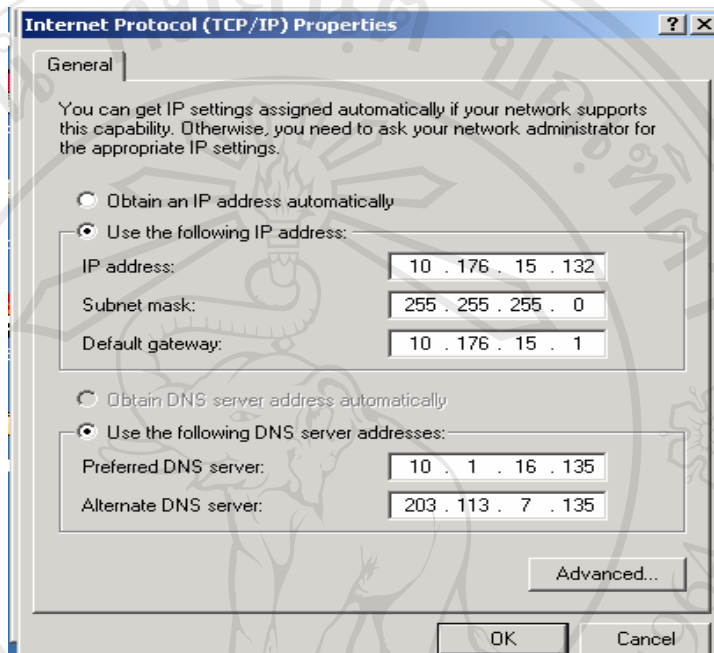 Internet Protocol (TCP/IP) Properties
General
You can get IP settings assigned automatically if your network supports
this capability. Otherwise, you need to ask your network administrator for
the appropriate IP settings.
Obtain an IP address automatically
Use the following IP address:
IP address: 10 . 176 . 15 . 132
Subnet mask: 255 . 255 . 255 . 0
Default gateway: 10 . 176 . 15 . 1
Obtain DNS server address automatically
Use the following DNS server addresses:
Preferred DNS server: 10 . 1 . 16 . 135
Alternate DNS server: 203 . 113 . 7 . 135
Advanced...
OK Cancel